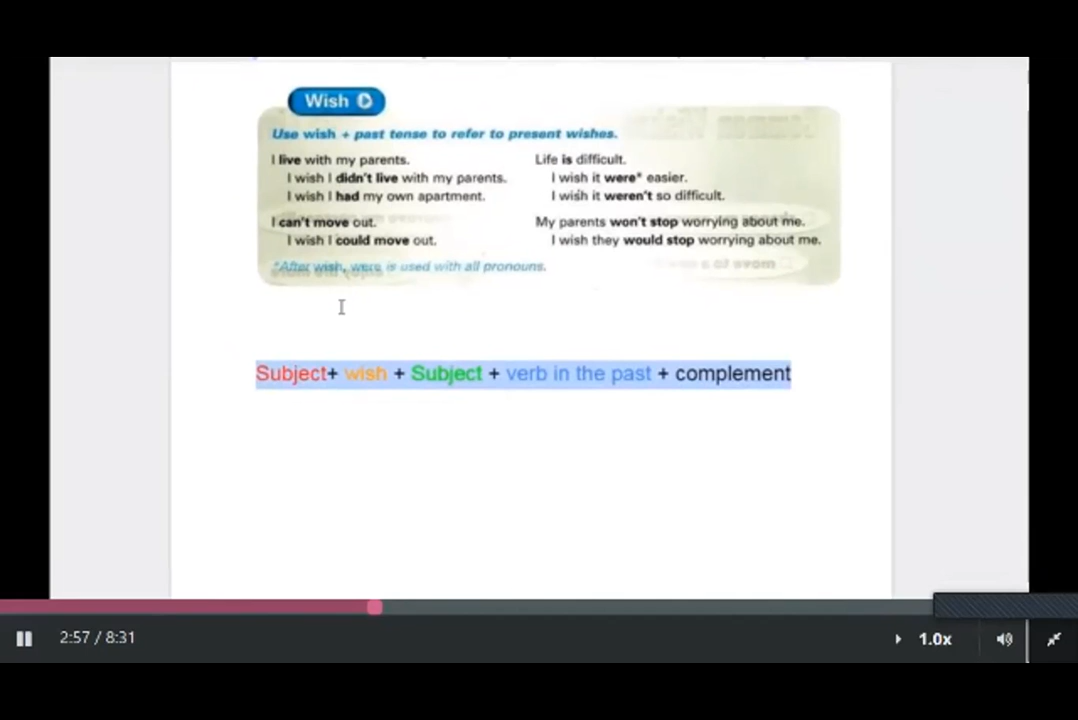 Wish
Use wish + past tense to refer to present wishes.
I live with my parents.
I wish I didn't live with my parents.
I wish I had my own apartment.
I can't move out.
I wish I could move out.
Life is difficult.
I wish it were* easier.
I wish it weren't so difficult.
My parents won't stop worrying about me.
I wish they would stop worrying about me.
*After wish, were is used with all pronouns.
Subject+ wish + Subject + verb in the past + complement
2:57 / 8:31
1.0x